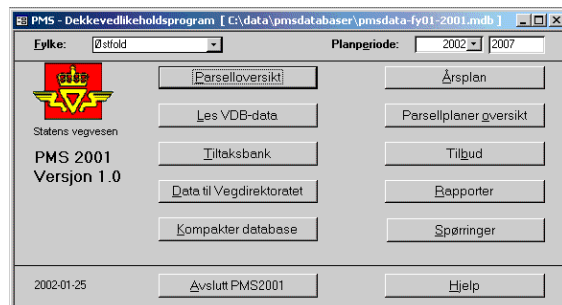 PMS - Dekkevedlikeholdsprogram [ C:\data\pmsdatabaser\pmsdata-fy01-2001.mdb ]
Fylke: Østfold Planperiode: 2002 2007
Parselloversikt Årsplan
Statens vegvesen
Les VDB-data Parsellplaner oversikt
PMS 2001
Versjon 1.0
Tiltaksbank Tilbud
Data til Vegdirektoratet Rapporter
Kompakter database Spørringer
2002-01-25 Avslutt PMS2001 Hjelp